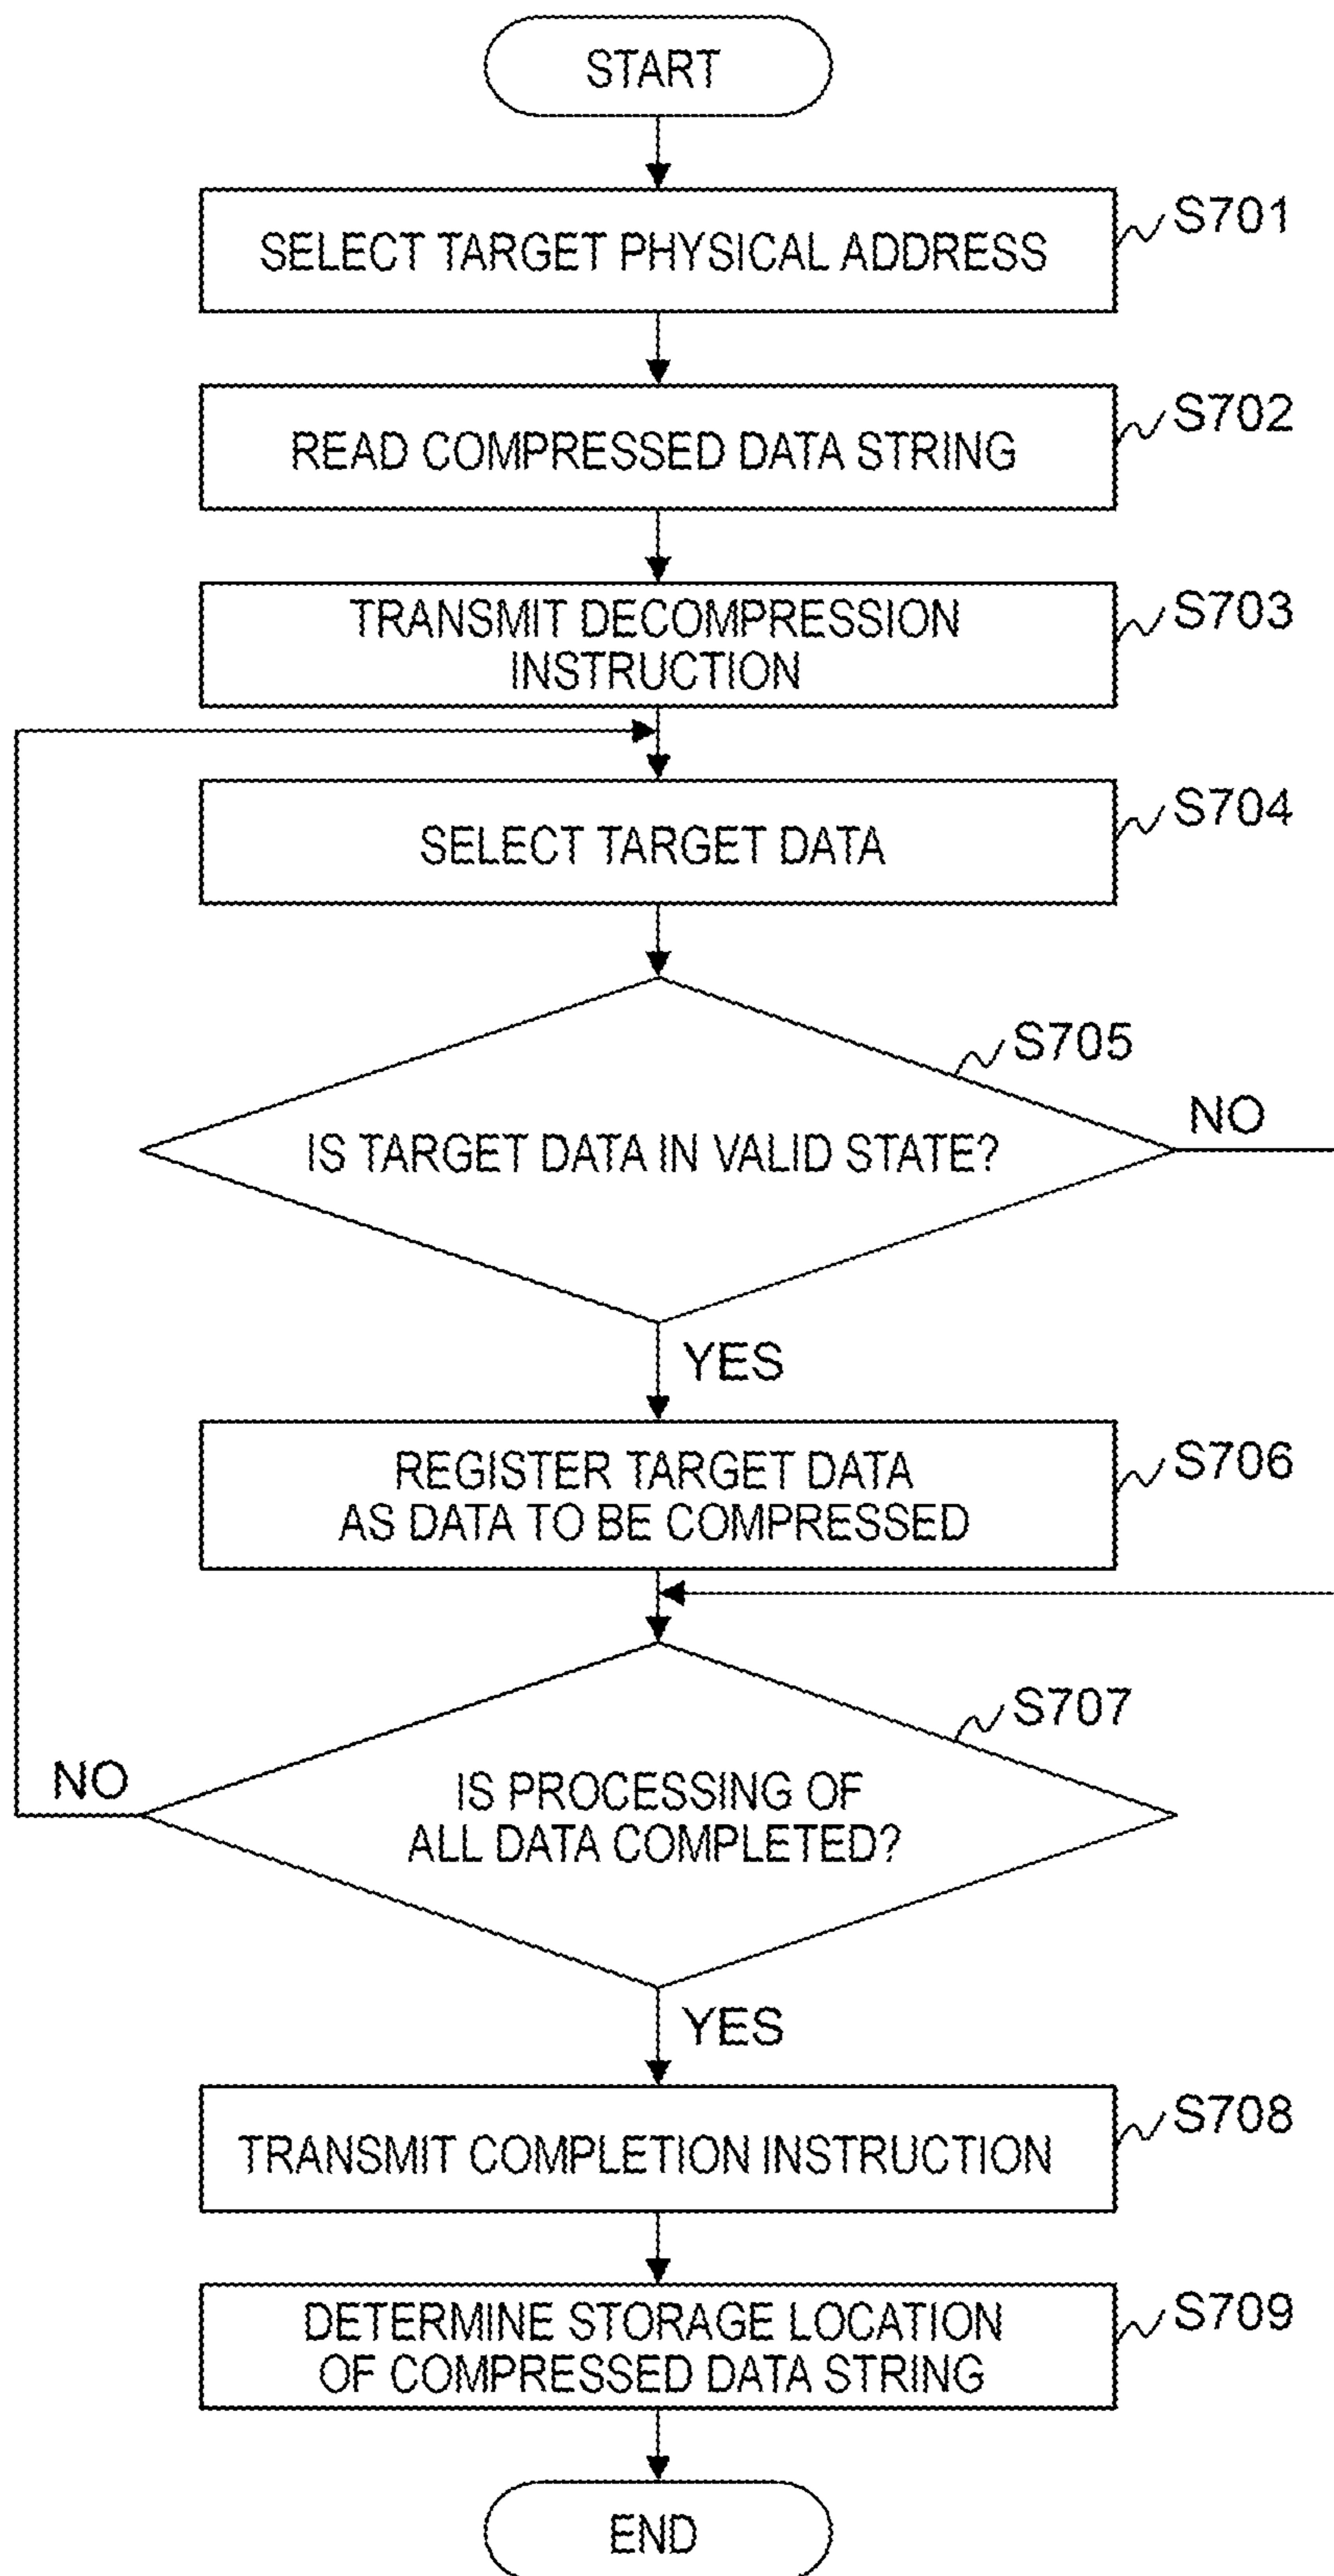 START
SELECT TARGET PHYSICAL ADDRESS
S701
READ COMPRESSED DATA STRING
S702
TRANSMIT DECOMPRESSION
INSTRUCTION
S703
SELECT TARGET DATA
S704
IS TARGET DATA IN VALID STATE?
S705
NO
YES
REGISTER TARGET DATA
AS DATA TO BE COMPRESSED
S706
IS PROCESSING OF
ALL DATA COMPLETED?
S707
NO
YES
TRANSMIT COMPLETION INSTRUCTION
S708
DETERMINE STORAGE LOCATION
OF COMPRESSED DATA STRING
S709
END